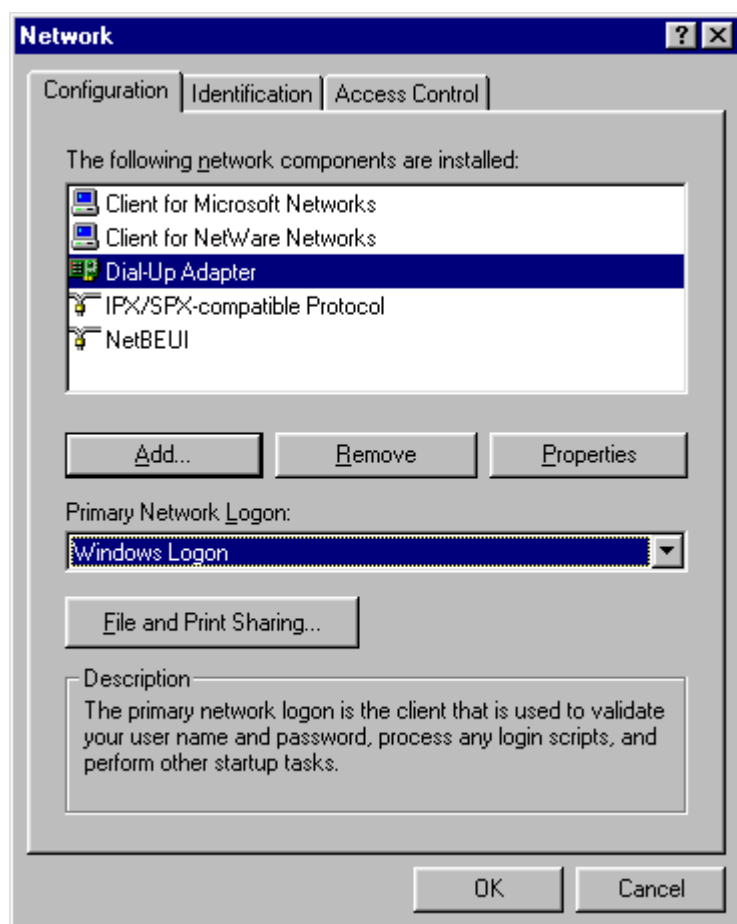 Network
Configuration
Identification
Access Control
The following network components are installed:
Client for Microsoft Networks
Client for NetWare Networks
Dial-Up Adapter
IPX/SPX-compatible Protocol
NetBEUI
Add...
Remove
Properties
Primary Network Logon:
Windows Logon
File and Print Sharing...
Description
The primary network logon is the client that is used to validate
your user name and password, process any login scripts, and
perform other startup tasks.
OK
Cancel